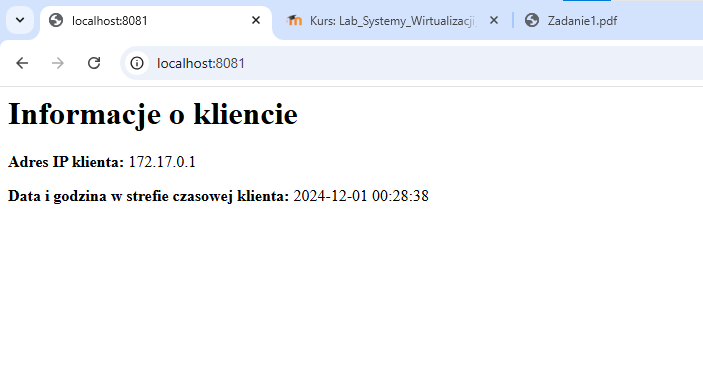 localhost:8081
Kurs: Lab_Systemy_Wirtualizacji
Zadanie1.pdf
localhost:8081
Informacje o kliencie
Adres IP klienta: 172.17.0.1
Data i godzina w strefie czasowej klienta: 2024-12-01 00:28:38